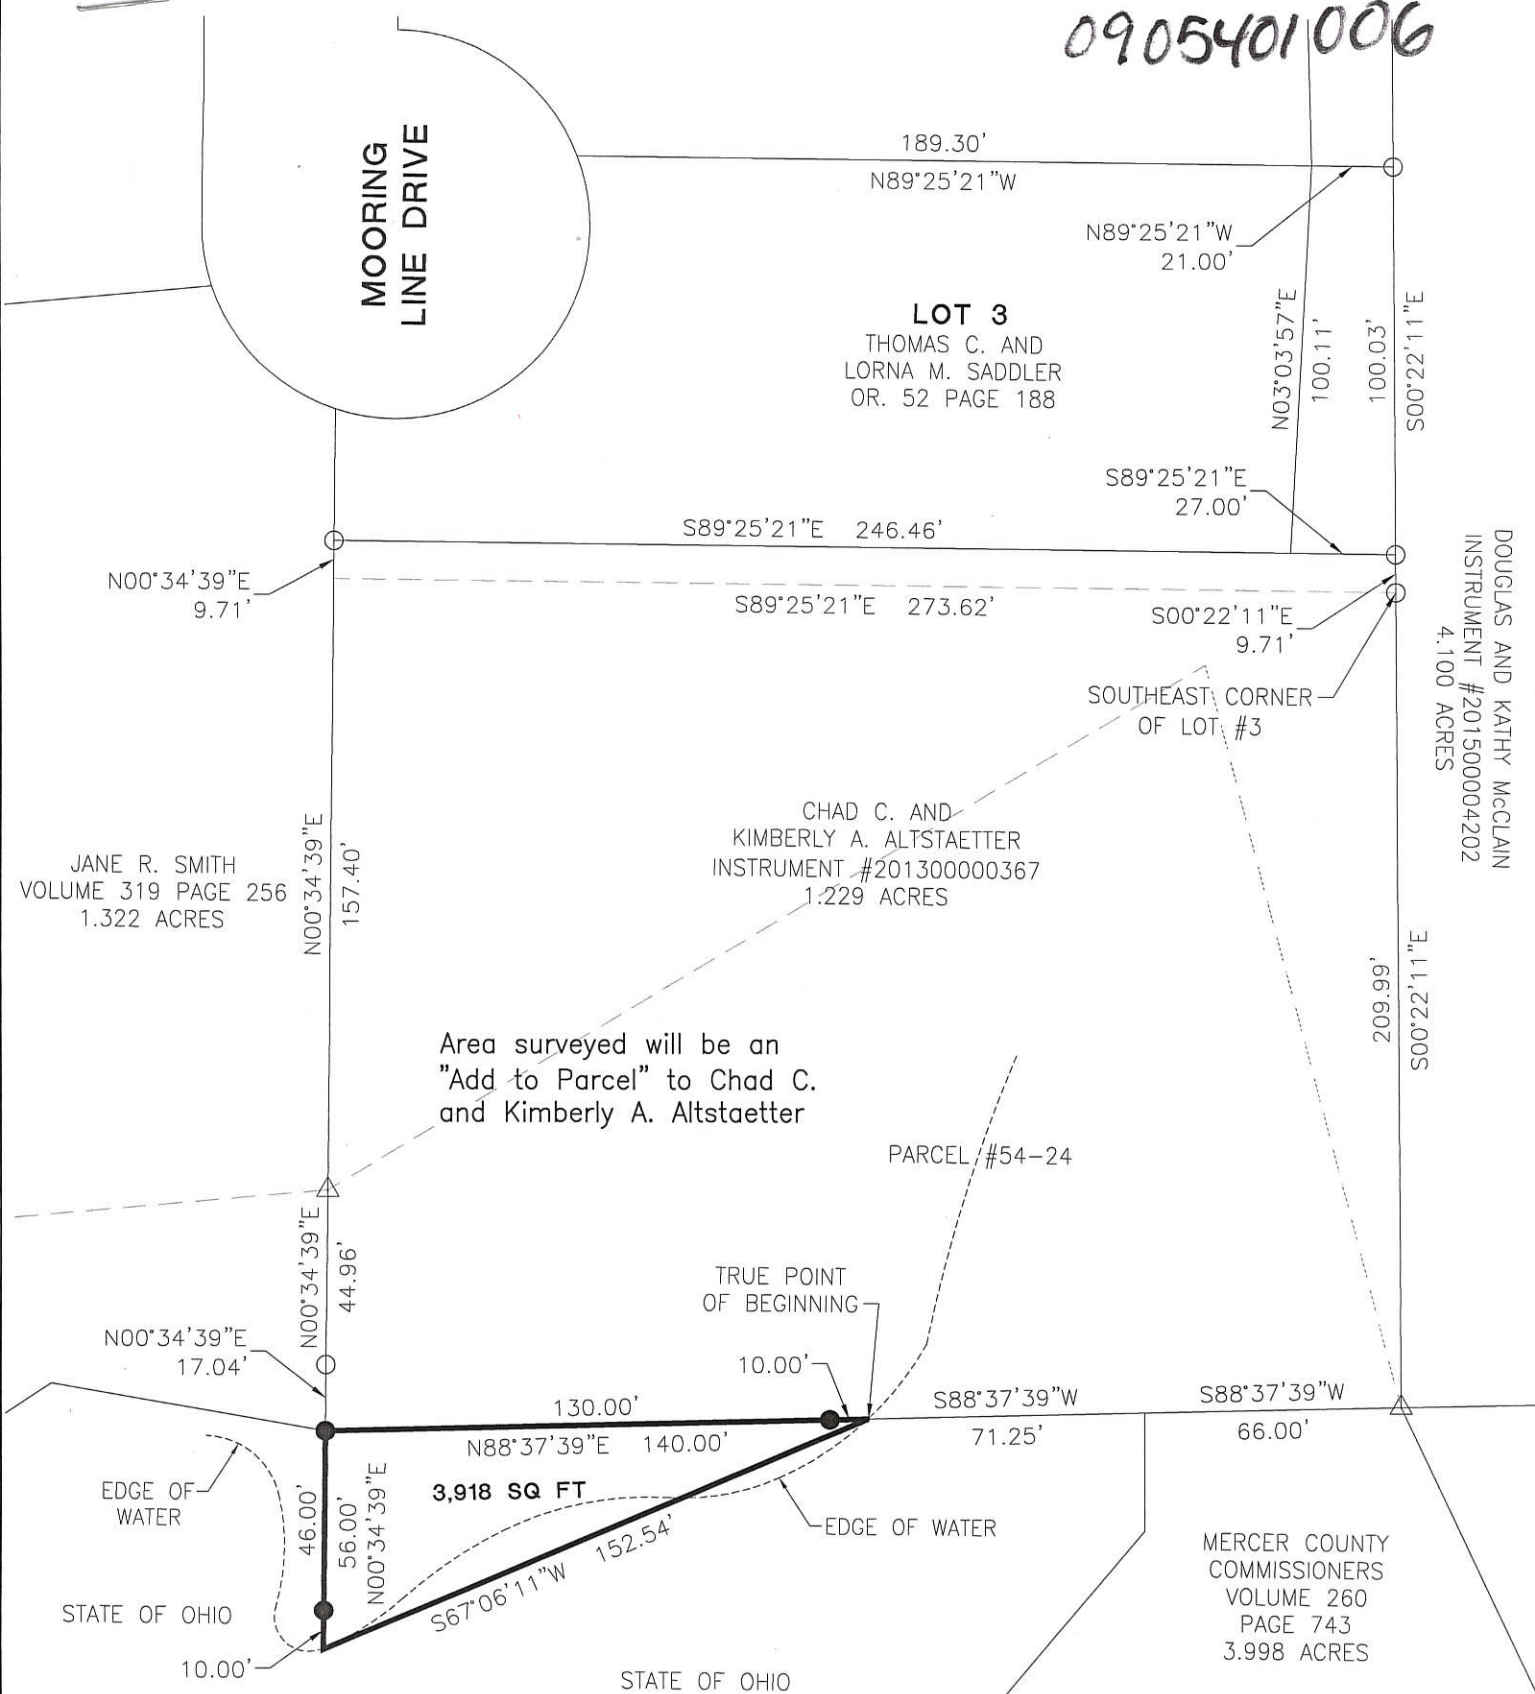 0905401006
MOORING
LINE DRIVE
189.30'
N89°25'21"W
N89°25'21"W
21.00'
LOT 3
THOMAS C. AND
LORNA M. SADDLER
OR. 52 PAGE 188
N03°03'57"E
100.11'
100.03'
S00°22'11"E
S89°25'21"E
27.00'
S89°25'21"E 246.46'
N00°34'39"E
9.71'
S89°25'21"E 273.62'
S00°22'11"E
9.71'
SOUTHEAST CORNER
OF LOT #3
DOUGLAS AND KATHY McCLAIN
INSTRUMENT #201500004202
4.100 ACRES
CHAD C. AND
KIMBERLY A. ALTSTAETTER
INSTRUMENT #201300000367
1.229 ACRES
JANE R. SMITH
VOLUME 319 PAGE 256
1.322 ACRES
N00°34'39"E
157.40'
209.99'
S00°22'11"E
Area surveyed will be an
"Add to Parcel" to Chad C.
and Kimberly A. Altstaetter
PARCEL #54-24
N00°34'39"E
44.96'
TRUE POINT
OF BEGINNING
N00°34'39"E
17.04'
10.00'
130.00'
N88°37'39"E 140.00'
S88°37'39"W
71.25'
S88°37'39"W
66.00'
3,918 SQ FT
EDGE OF
WATER
46.00'
56.00'
N00°34'39"E
S67°06'11"W 152.54'
EDGE OF WATER
STATE OF OHIO
10.00'
STATE OF OHIO
MERCER COUNTY
COMMISSIONERS
VOLUME 260
PAGE 743
3.998 ACRES